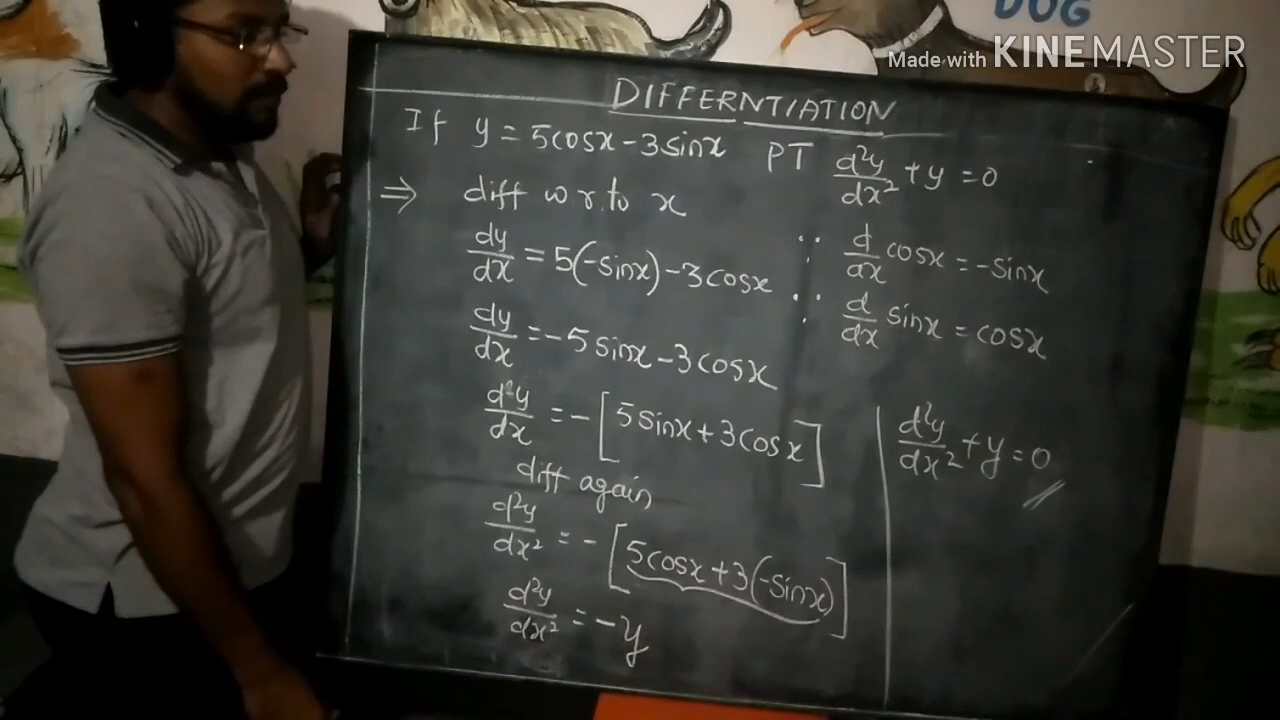 DOG
Made with KINEMASTER
DIFFERNTIATION
If y = 5cosx - 3sinx PT d²y/dx² + y = 0
⇒ diff w.r.to x
dy/dx = 5(-sinx) - 3cosx ∵ d/dx cosx = -sinx
dy/dx = -5sinx - 3cosx ∵ d/dx sinx = cosx
d²y/dx = -[5sinx + 3cosx]
diff again
d²y/dx² = -[5cosx + 3(-sinx)]
d²y/dx² = -y
d²y/dx² + y = 0